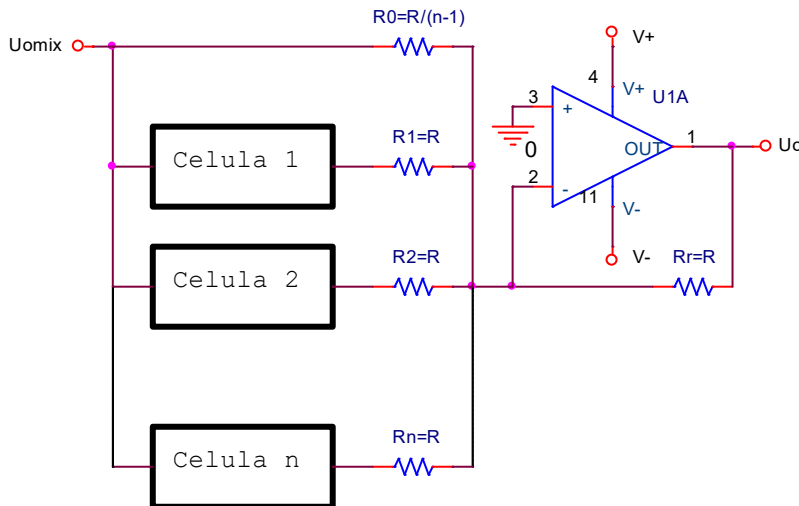 R0=R/(n-1)
Uomix
V+
4
V+
U1A
3
+
Celula 1
R1=R
0
OUT
1
Uo
2
-
11
V-
Celula 2
R2=R
V-
Rr=R
Rn=R
Celula n